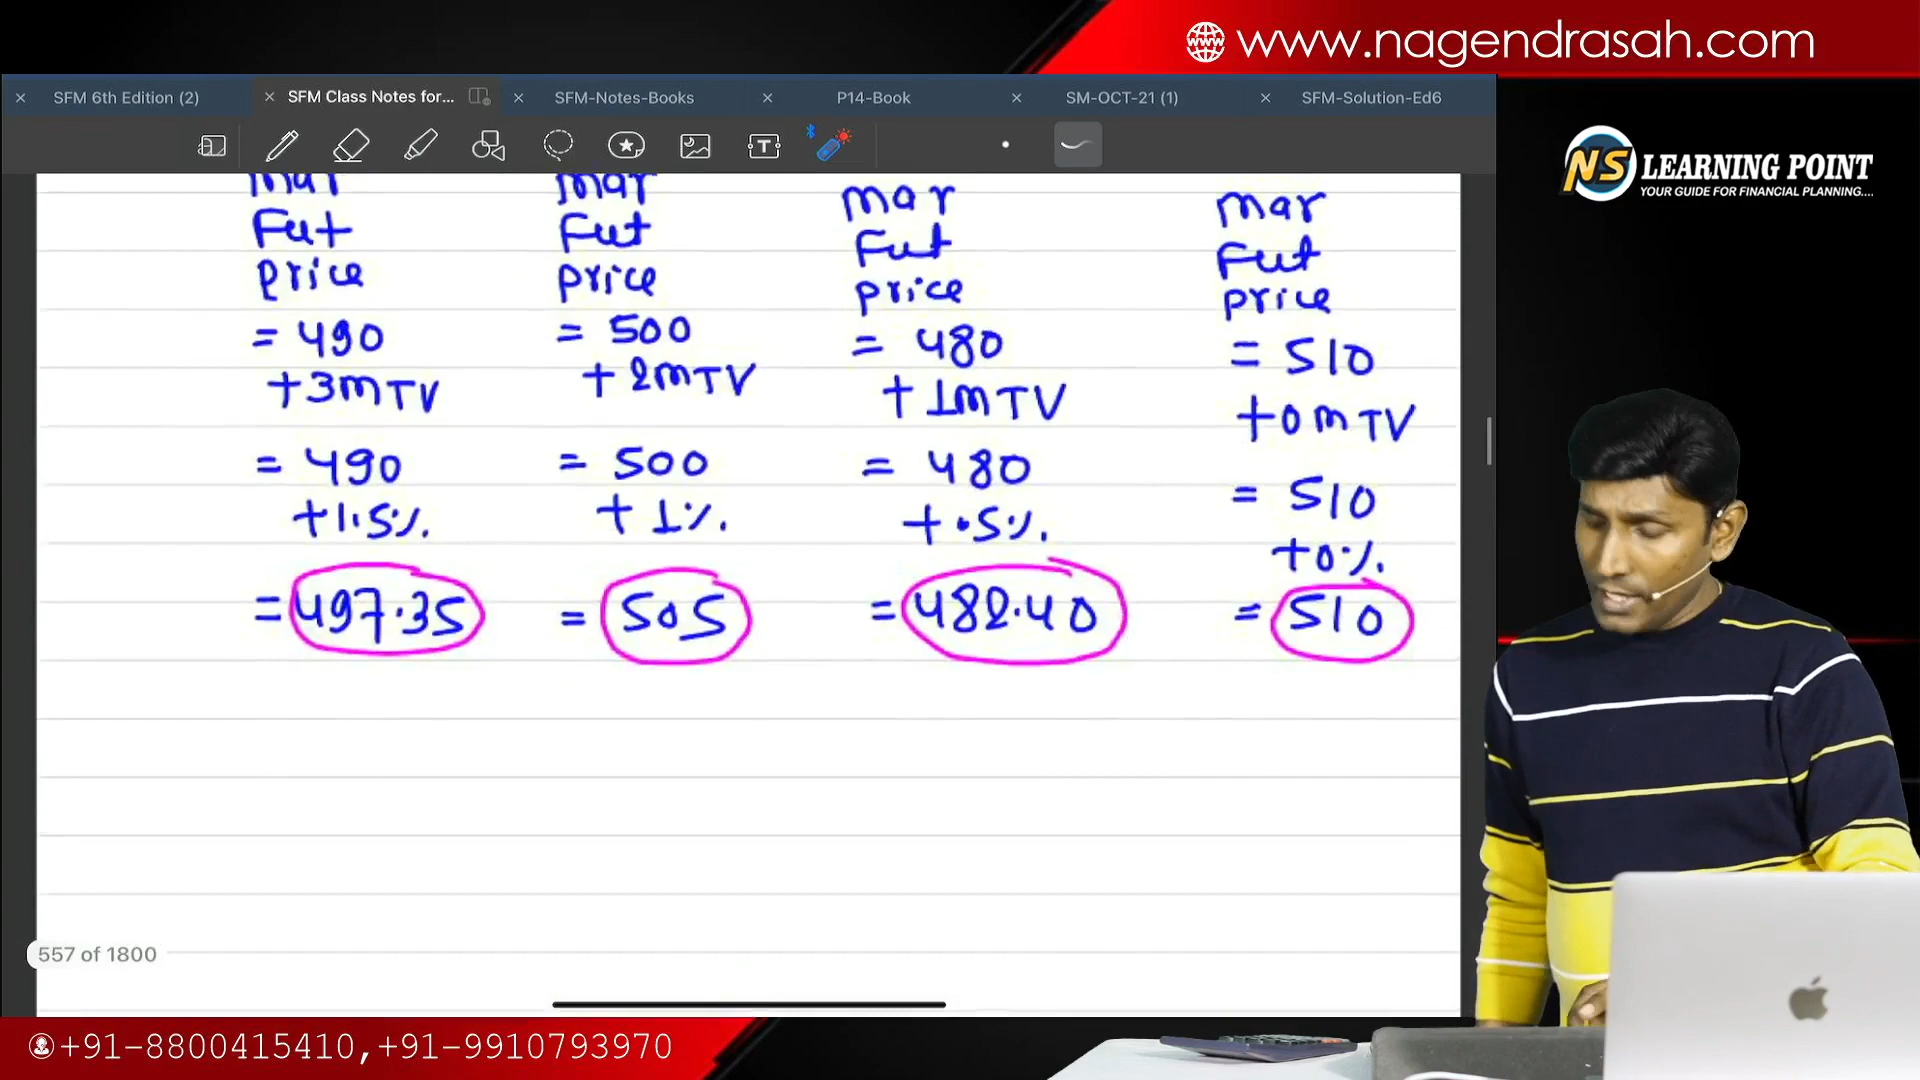 www.nagendrasah.com
SFM 6th Edition (2)
SFM Class Notes for...
SFM-Notes-Books
P14-Book
SM-OCT-21 (1)
SFM-Solution-Ed6
NS LEARNING POINT
YOUR GUIDE FOR FINANCIAL PLANNING....
Mar
Fut
Price
= 490
+3mTV
= 490
+1.5%
= 497.35
Mar
Fut
Price
= 500
+ 2mTV
= 500
+ 1%
= 505
mar
Fut
price
= 480
+ 1mTV
= 480
+ .5%
= 482.40
mar
Fut
price
= 510
+0mTV
= 510
+0%
= 510
557 of 1800
+91-8800415410,+91-9910793970